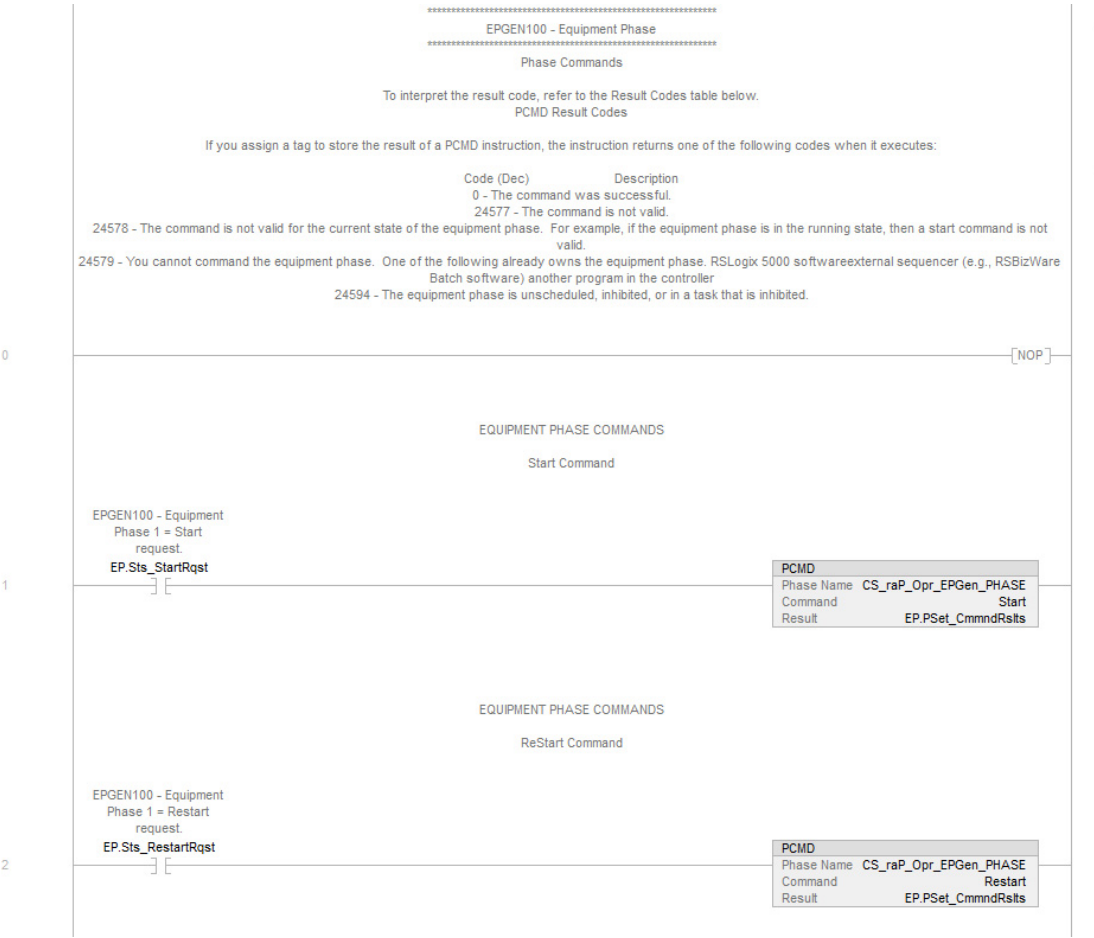 ************************************************************
EPGEN100 - Equipment Phase
************************************************************
Phase Commands
To interpret the result code, refer to the Result Codes table below.
PCMD Result Codes
If you assign a tag to store the result of a PCMD instruction, the instruction returns one of the following codes when it executes:
Code (Dec) Description
0 - The command was successful.
24577 - The command is not valid.
24578 - The command is not valid for the current state of the equipment phase. For example, if the equipment phase is in the running state, then a start command is not
valid.
24579 - You cannot command the equipment phase. One of the following already owns the equipment phase. RSLogix 5000 softwareexternal sequencer (e.g., RSBizWare
Batch software) another program in the controller
24594 - The equipment phase is unscheduled, inhibited, or in a task that is inhibited.
0
NOP
EQUIPMENT PHASE COMMANDS
Start Command
EPGEN100 - Equipment
Phase 1 = Start
request.
EP.Sts_StartRqst
1
PCMD
Phase Name CS_raP_Opr_EPGen_PHASE
Command Start
Result EP.PSet_CmmndRslts
EQUIPMENT PHASE COMMANDS
ReStart Command
EPGEN100 - Equipment
Phase 1 = Restart
request.
EP.Sts_RestartRqst
2
PCMD
Phase Name CS_raP_Opr_EPGen_PHASE
Command Restart
Result EP.PSet_CmmndRslts